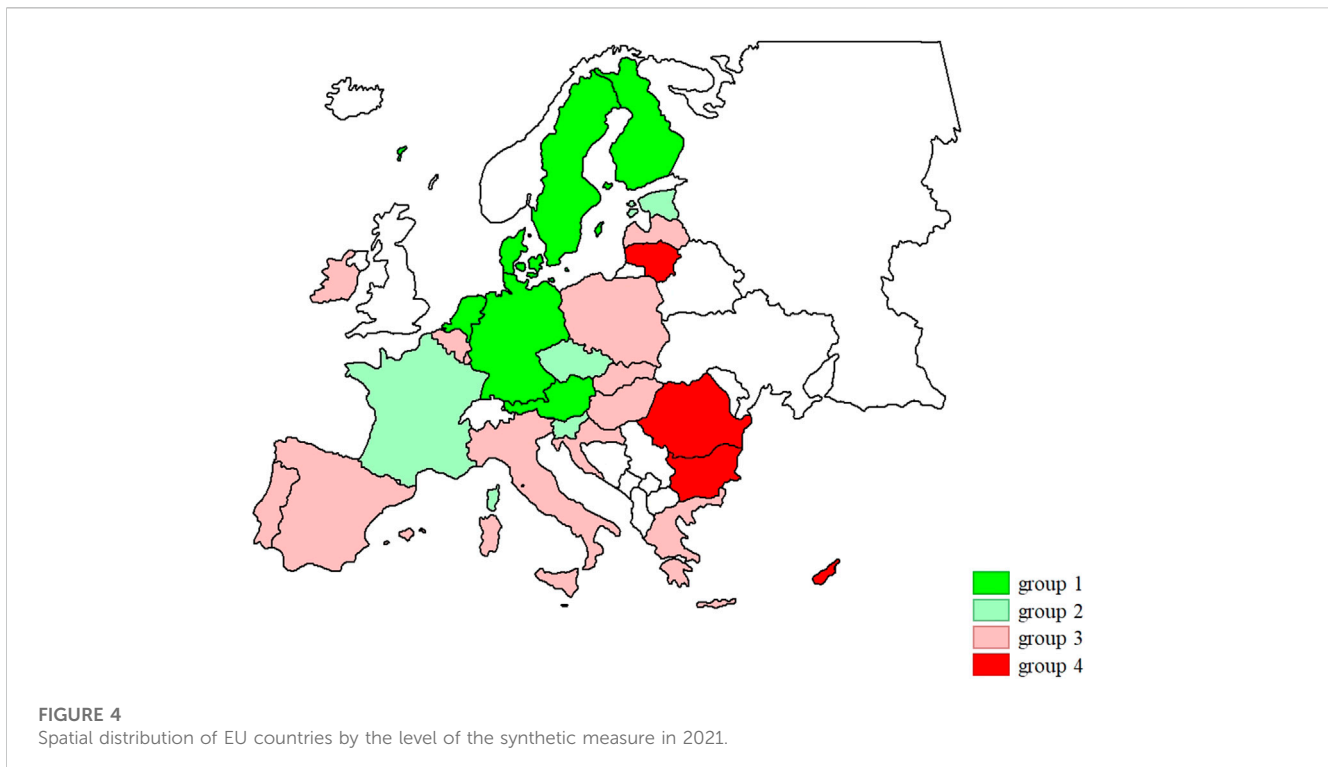 group 1
group 2
group 3
group 4
FIGURE 4
Spatial distribution of EU countries by the level of the synthetic measure in 2021.